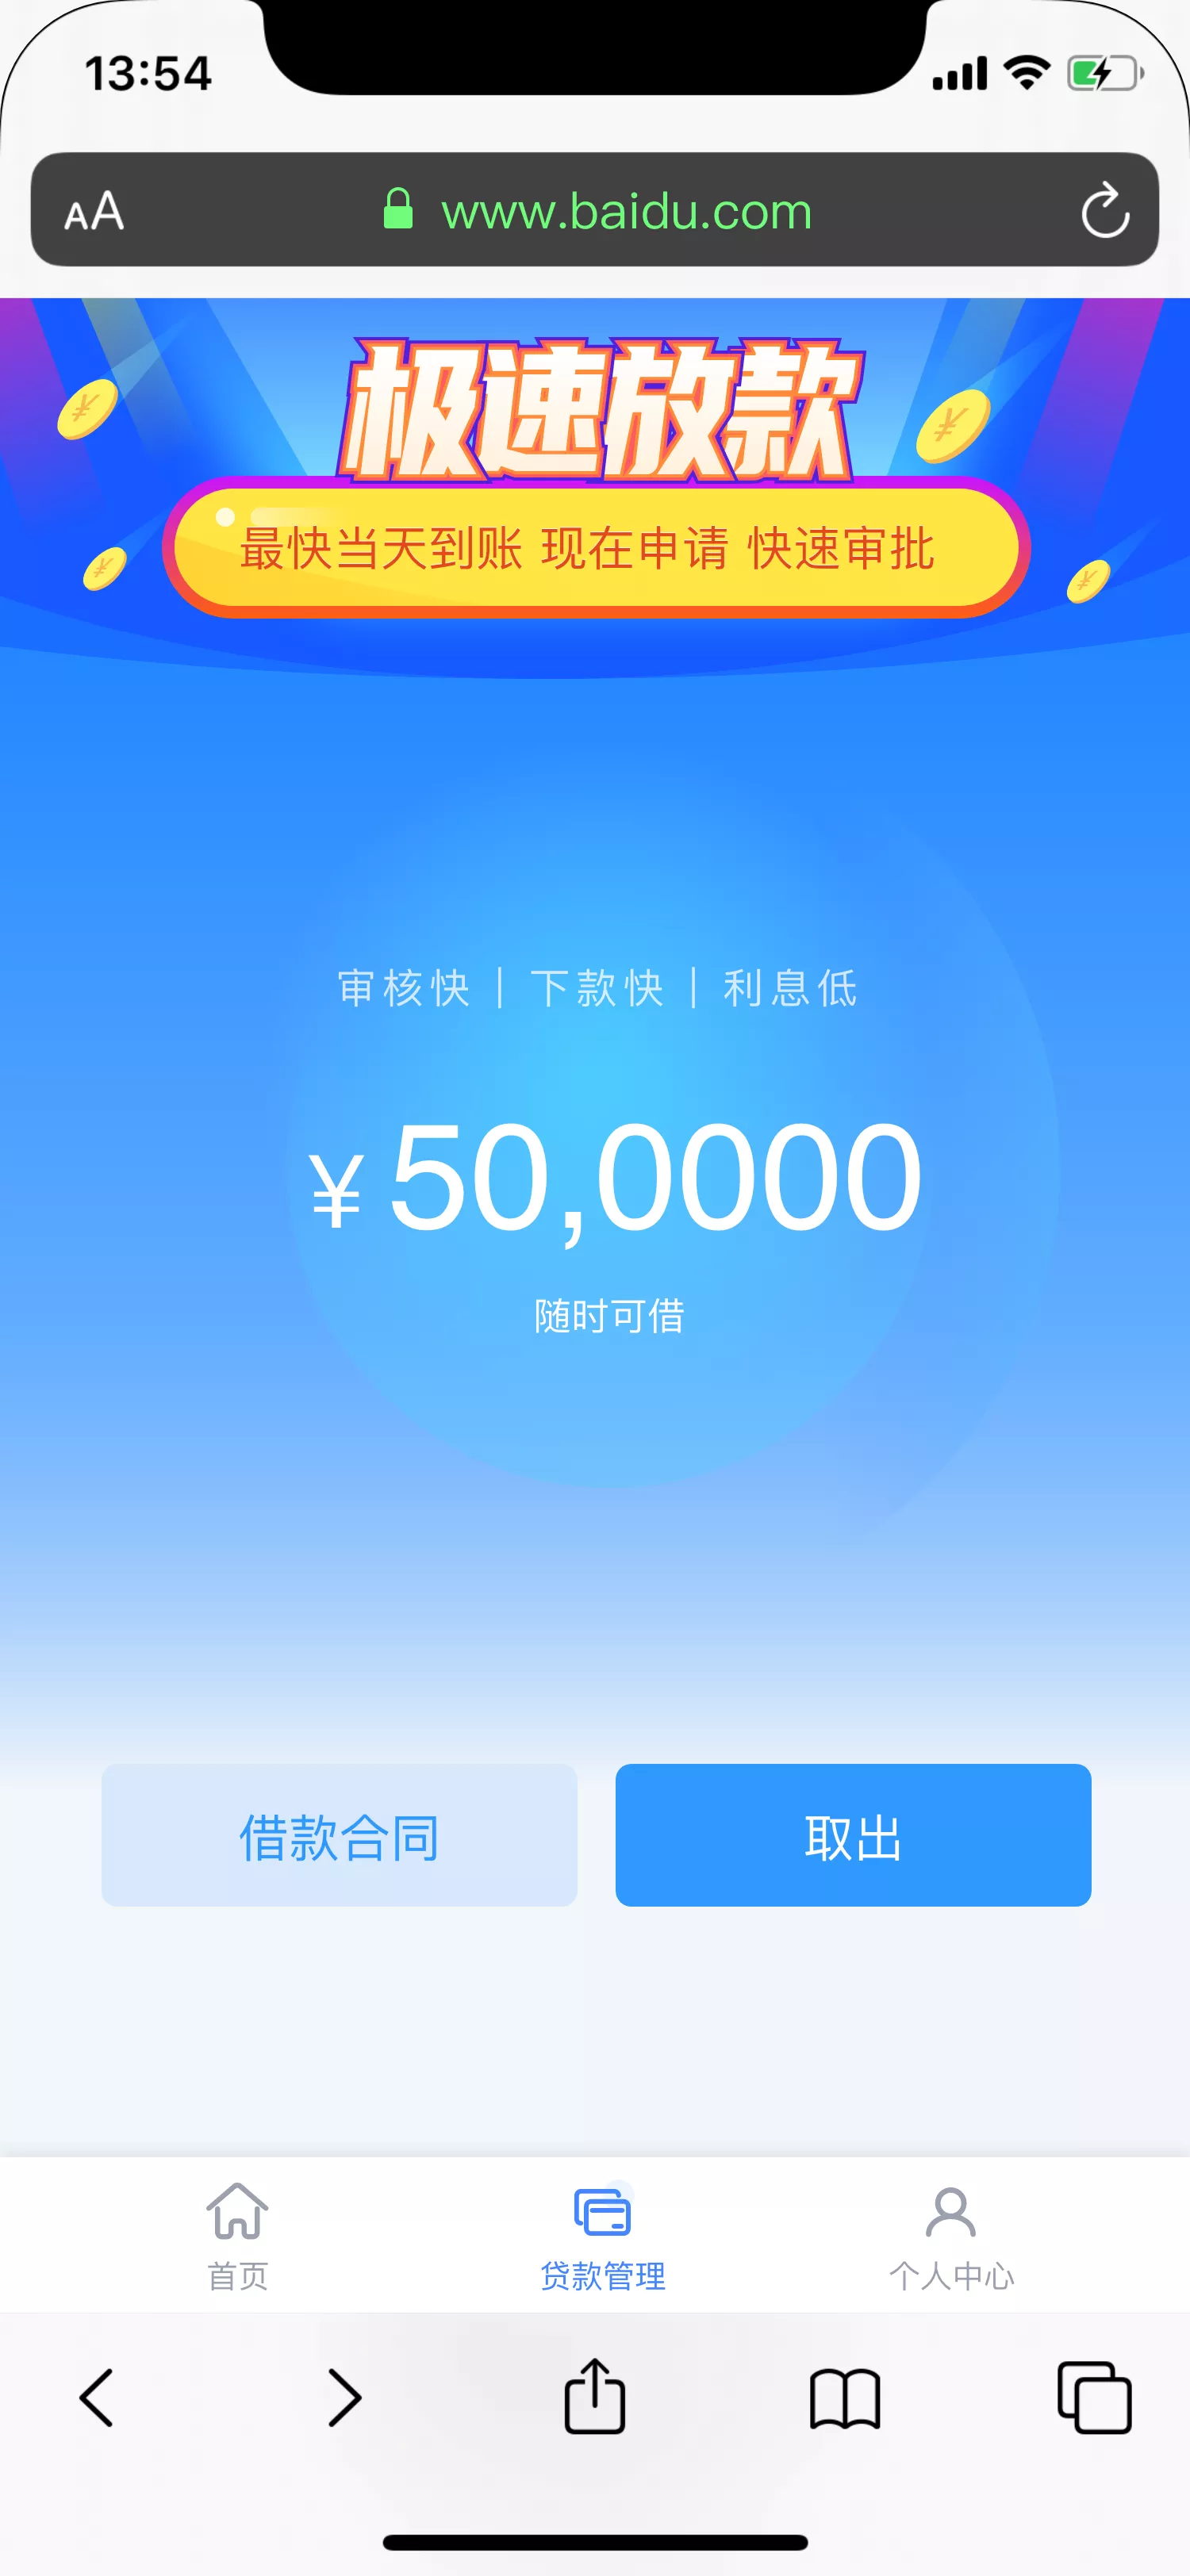 13:54
AA www.baidu.com
极速放款
最快当天到账 现在申请 快速审批
审核快 | 下款快 | 利息低
¥50,0000
随时可借
借款合同 取出
首页 贷款管理 个人中心